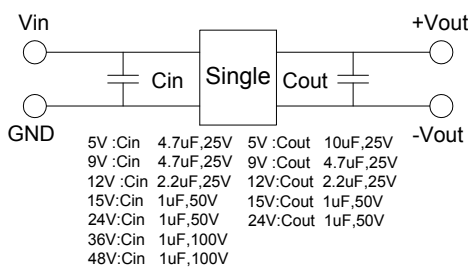 Vin +Vout
Cin Single Cout
GND -Vout
5V :Cin 4.7uF,25V 5V :Cout 10uF,25V
9V :Cin 4.7uF,25V 9V :Cout 4.7uF,25V
12V :Cin 2.2uF,25V 12V:Cout 2.2uF,25V
15V:Cin 1uF,50V 15V:Cout 1uF,50V
24V:Cin 1uF,50V 24V:Cout 1uF,50V
36V:Cin 1uF,100V
48V:Cin 1uF,100V